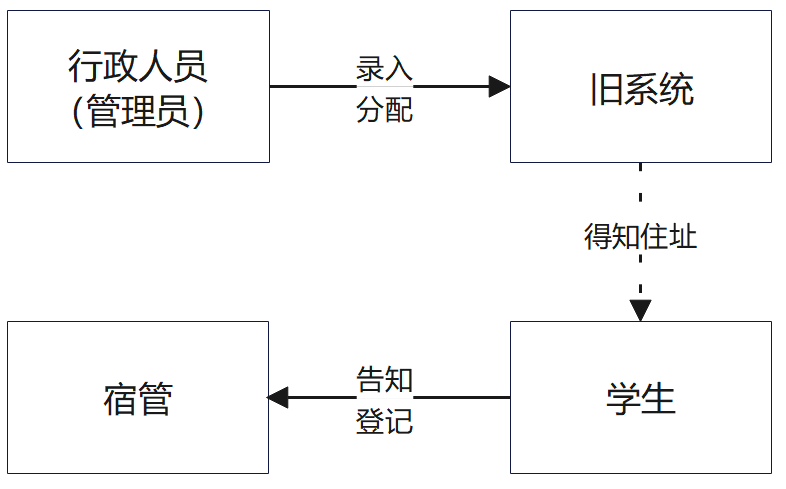 行政人员
（管理员）
录入
分配
旧系统
得知住址
宿管
告知
登记
学生